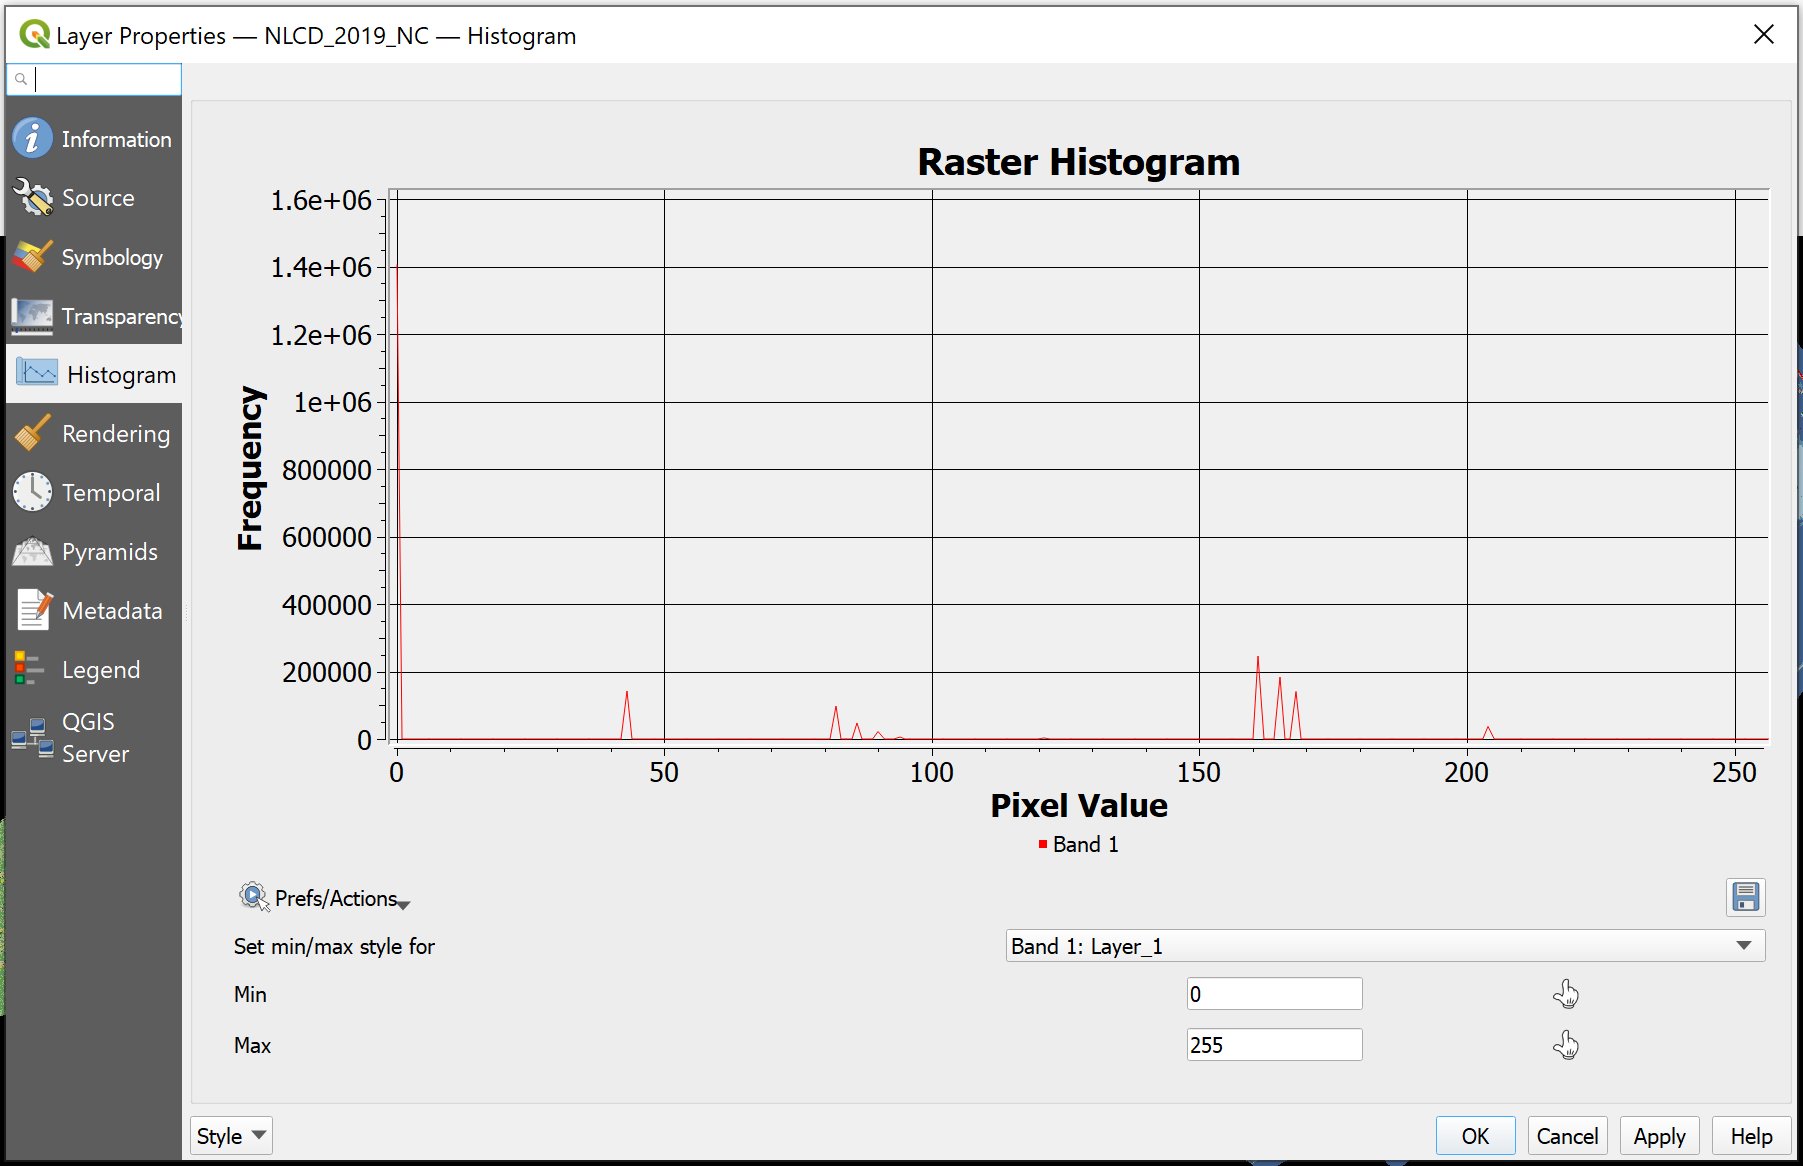 Layer Properties — NLCD_2019_NC — Histogram
Information
Source
Symbology
Transparency
Histogram
Rendering
Temporal
Pyramids
Metadata
Legend
QGIS
Server
Raster Histogram
1.6e+06
1.4e+06
1.2e+06
1e+06
800000
600000
400000
200000
0
Frequency
0 50 100 150 200 250
Pixel Value
Band 1
Prefs/Actions
Set min/max style for Band 1: Layer_1
Min 0
Max 255
Style OK Cancel Apply Help